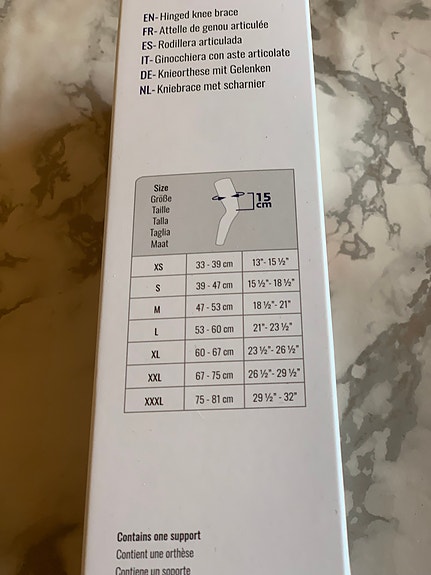 EN- Hinged knee brace
FR- Attelle de genou articulée
ES- Rodillera articulada
IT- Ginocchiera con aste articolate
DE- Knieorthese mit Gelenken
NL- Kniebrace met scharnier
Size
Größe
Taille
Talla
Taglia
Maat
15
cm
XS 33 - 39 cm 13"- 15 ½"
S 39 - 47 cm 15 ½"- 18 ½"
M 47 - 53 cm 18 ½"- 21"
L 53 - 60 cm 21"- 23 ½"
XL 60 - 67 cm 23 ½"- 26 ½"
XXL 67 - 75 cm 26 ½"- 29 ½"
XXXL 75 - 81 cm 29 ½"- 32"
Contains one support
Contient une orthèse
Contiene un soporte